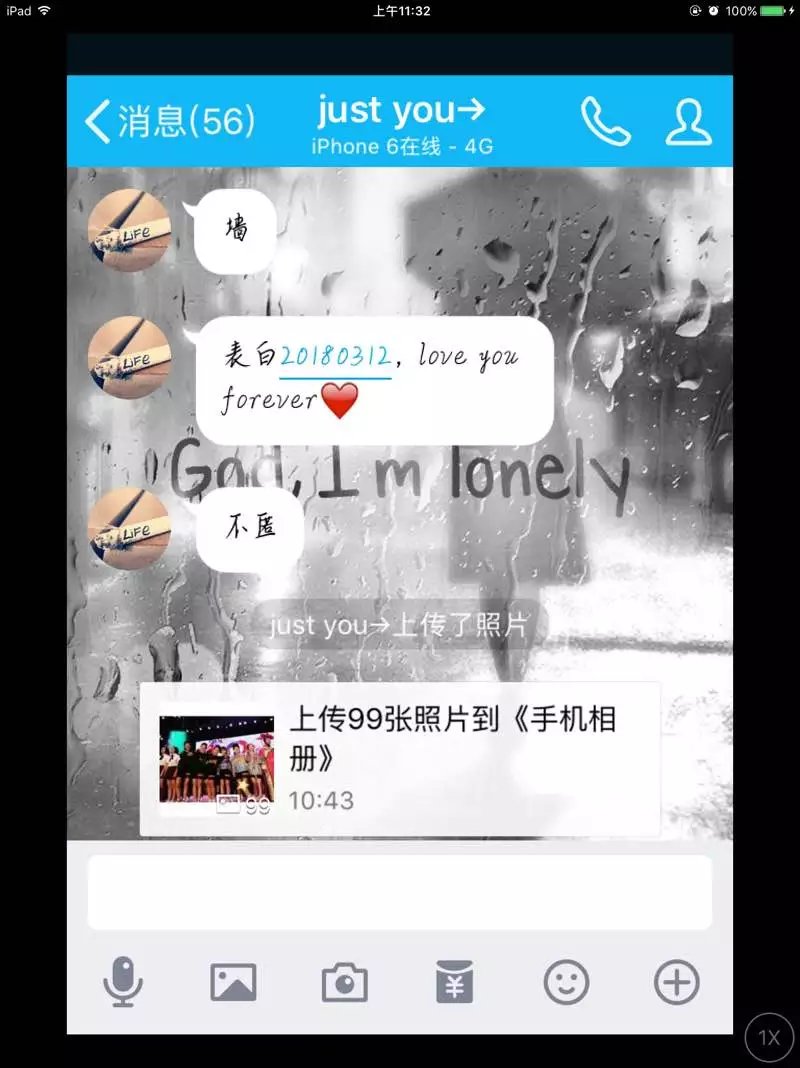 iPad 上午11:32 100%
消息(56) just you→
iPhone 6在线 - 4G
LIFE
墙
LIFE
表白20180312，love you
forever❤️
God, I'm lonely
LIFE
不匿
just you→上传了照片
上传99张照片到《手机相
册》
99
10:43
¥
1X